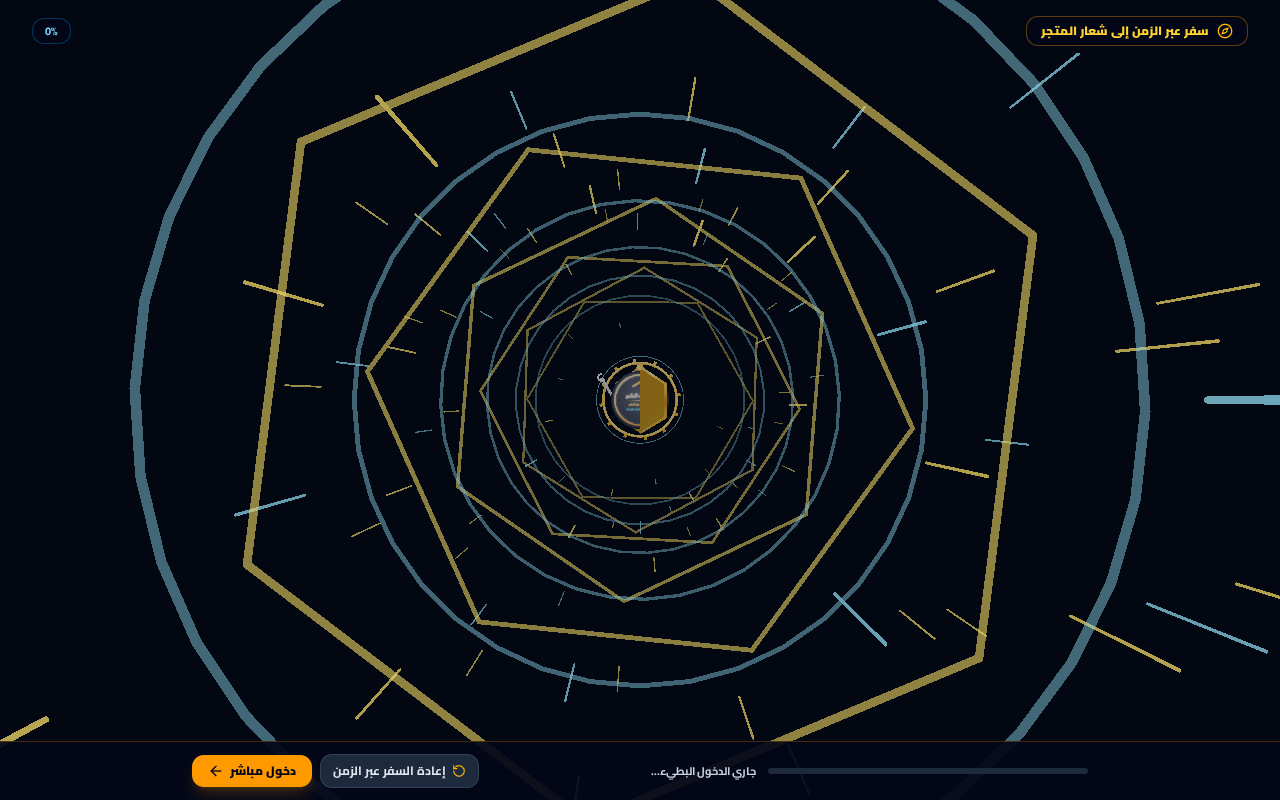 سفر عبر الزمن إلى شعار المتجر
0%
جاري الدخول البطيء...
إعادة السفر عبر الزمن
دخول مباشر